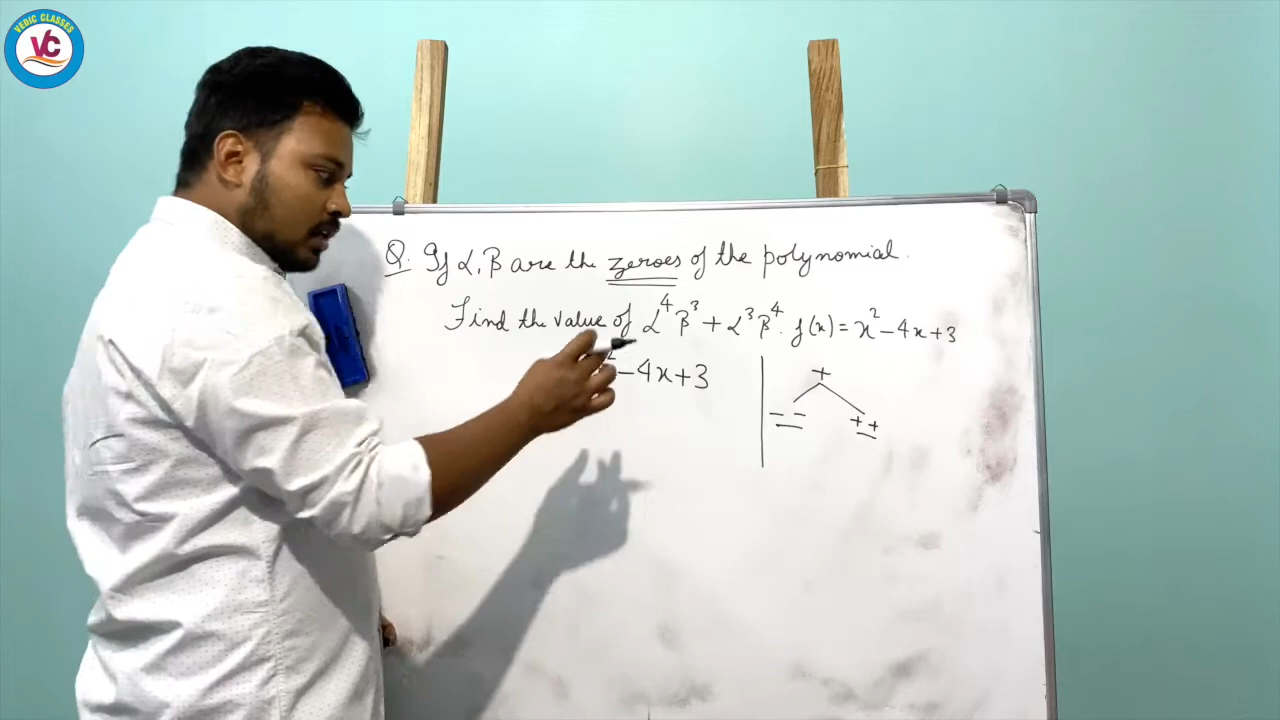 VEDIC CLASSES
VC
Q. If α, β are the zeroes of the polynomial.
Find the value of α⁴β³ + α³β⁴. f(x) = x² − 4x + 3
² − 4x + 3
+
− −
+ +